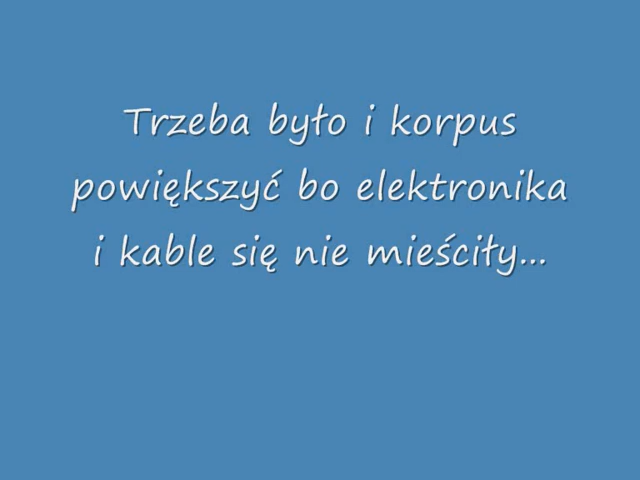 Trzeba było i korpus
powiększyć bo elektronika
i kable się nie mieściły...